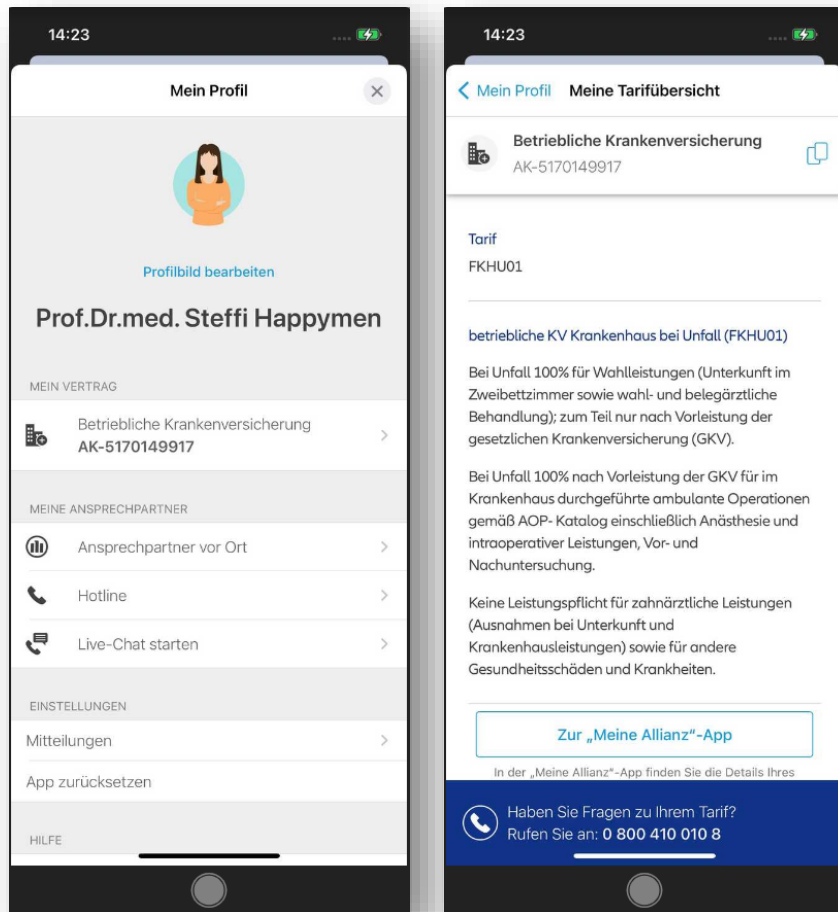 14:23
Mein Profil
Profilbild bearbeiten
Prof.Dr.med. Steffi Happymen
MEIN VERTRAG
Betriebliche Krankenversicherung
AK-5170149917
MEINE ANSPRECHPARTNER
Ansprechpartner vor Ort
Hotline
Live-Chat starten
EINSTELLUNGEN
Mitteilungen
App zurücksetzen
HILFE
14:23
Mein Profil Meine Tarifübersicht
Betriebliche Krankenversicherung
AK-5170149917
Tarif
FKHU01
betriebliche KV Krankenhaus bei Unfall (FKHU01)
Bei Unfall 100% für Wahlleistungen (Unterkunft im
Zweibettzimmer sowie wahl- und belegärztliche
Behandlung); zum Teil nur nach Vorleistung der
gesetzlichen Krankenversicherung (GKV).
Bei Unfall 100% nach Vorleistung der GKV für im
Krankenhaus durchgeführte ambulante Operationen
gemäß AOP- Katalog einschließlich Anästhesie und
intraoperativer Leistungen, Vor- und
Nachuntersuchung.
Keine Leistungspflicht für zahnärztliche Leistungen
(Ausnahmen bei Unterkunft und
Krankenhausleistungen) sowie für andere
Gesundheitsschäden und Krankheiten.
Zur „Meine Allianz"-App
In der „Meine Allianz"-App finden Sie die Details Ihres
Haben Sie Fragen zu Ihrem Tarif?
Rufen Sie an: 0 800 410 010 8